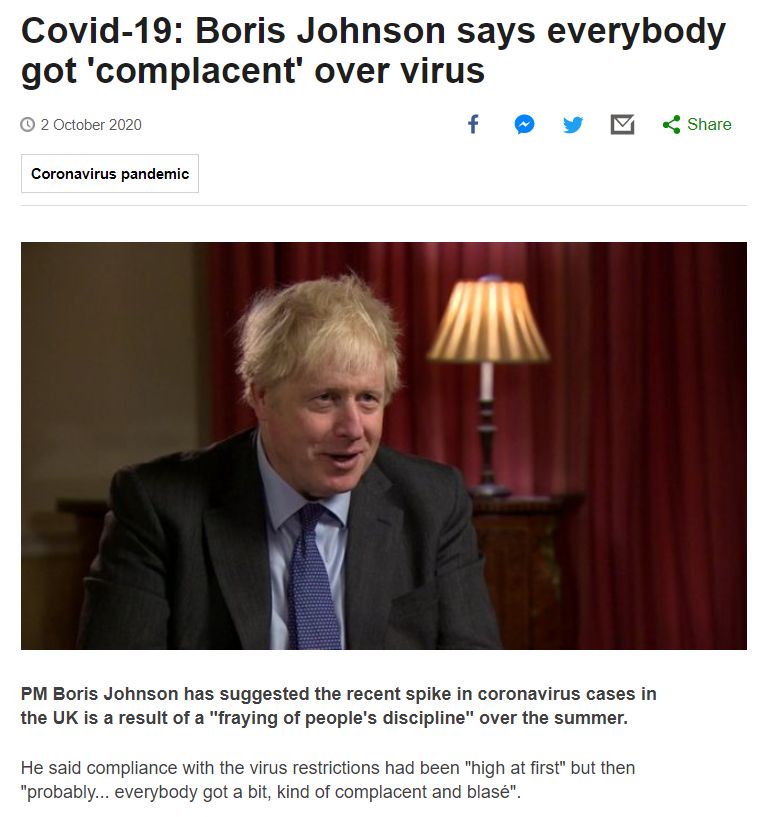 Covid-19: Boris Johnson says everybody
got 'complacent' over virus
2 October 2020
Share
Coronavirus pandemic
PM Boris Johnson has suggested the recent spike in coronavirus cases in
the UK is a result of a "fraying of people's discipline" over the summer.
He said compliance with the virus restrictions had been "high at first" but then
"probably... everybody got a bit, kind of complacent and blasé".